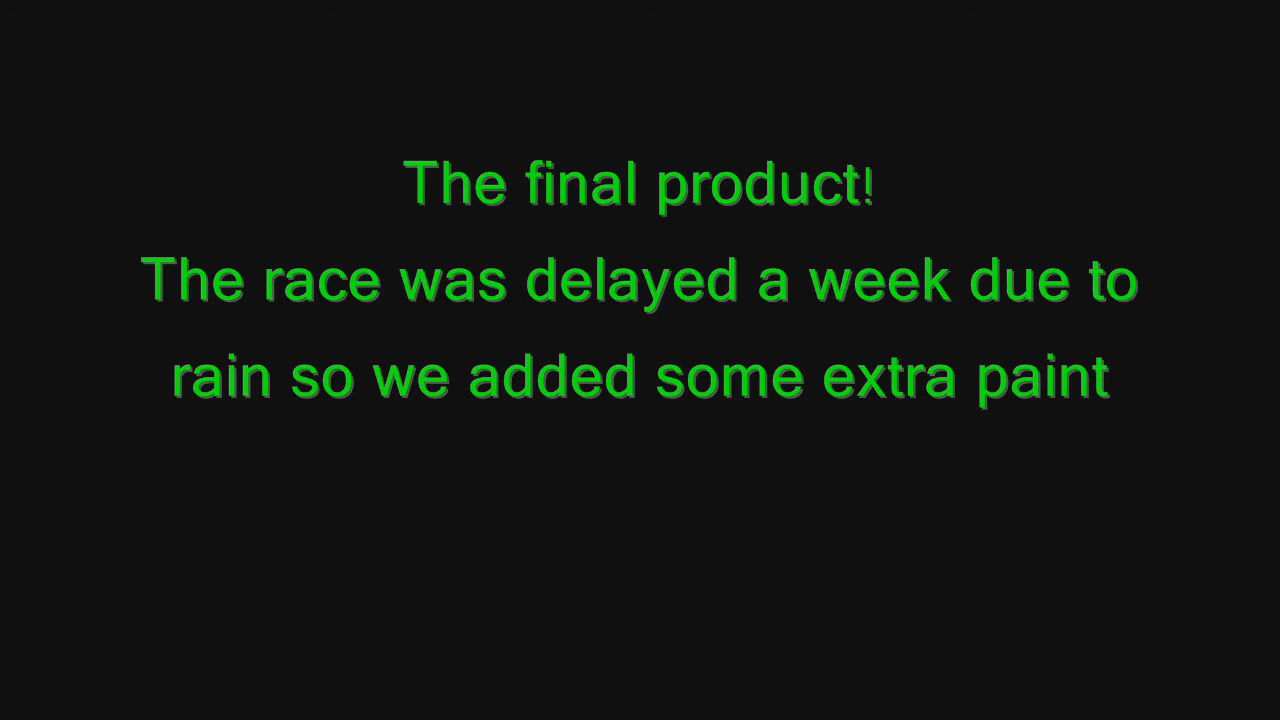 The final product!
The race was delayed a week due to
rain so we added some extra paint